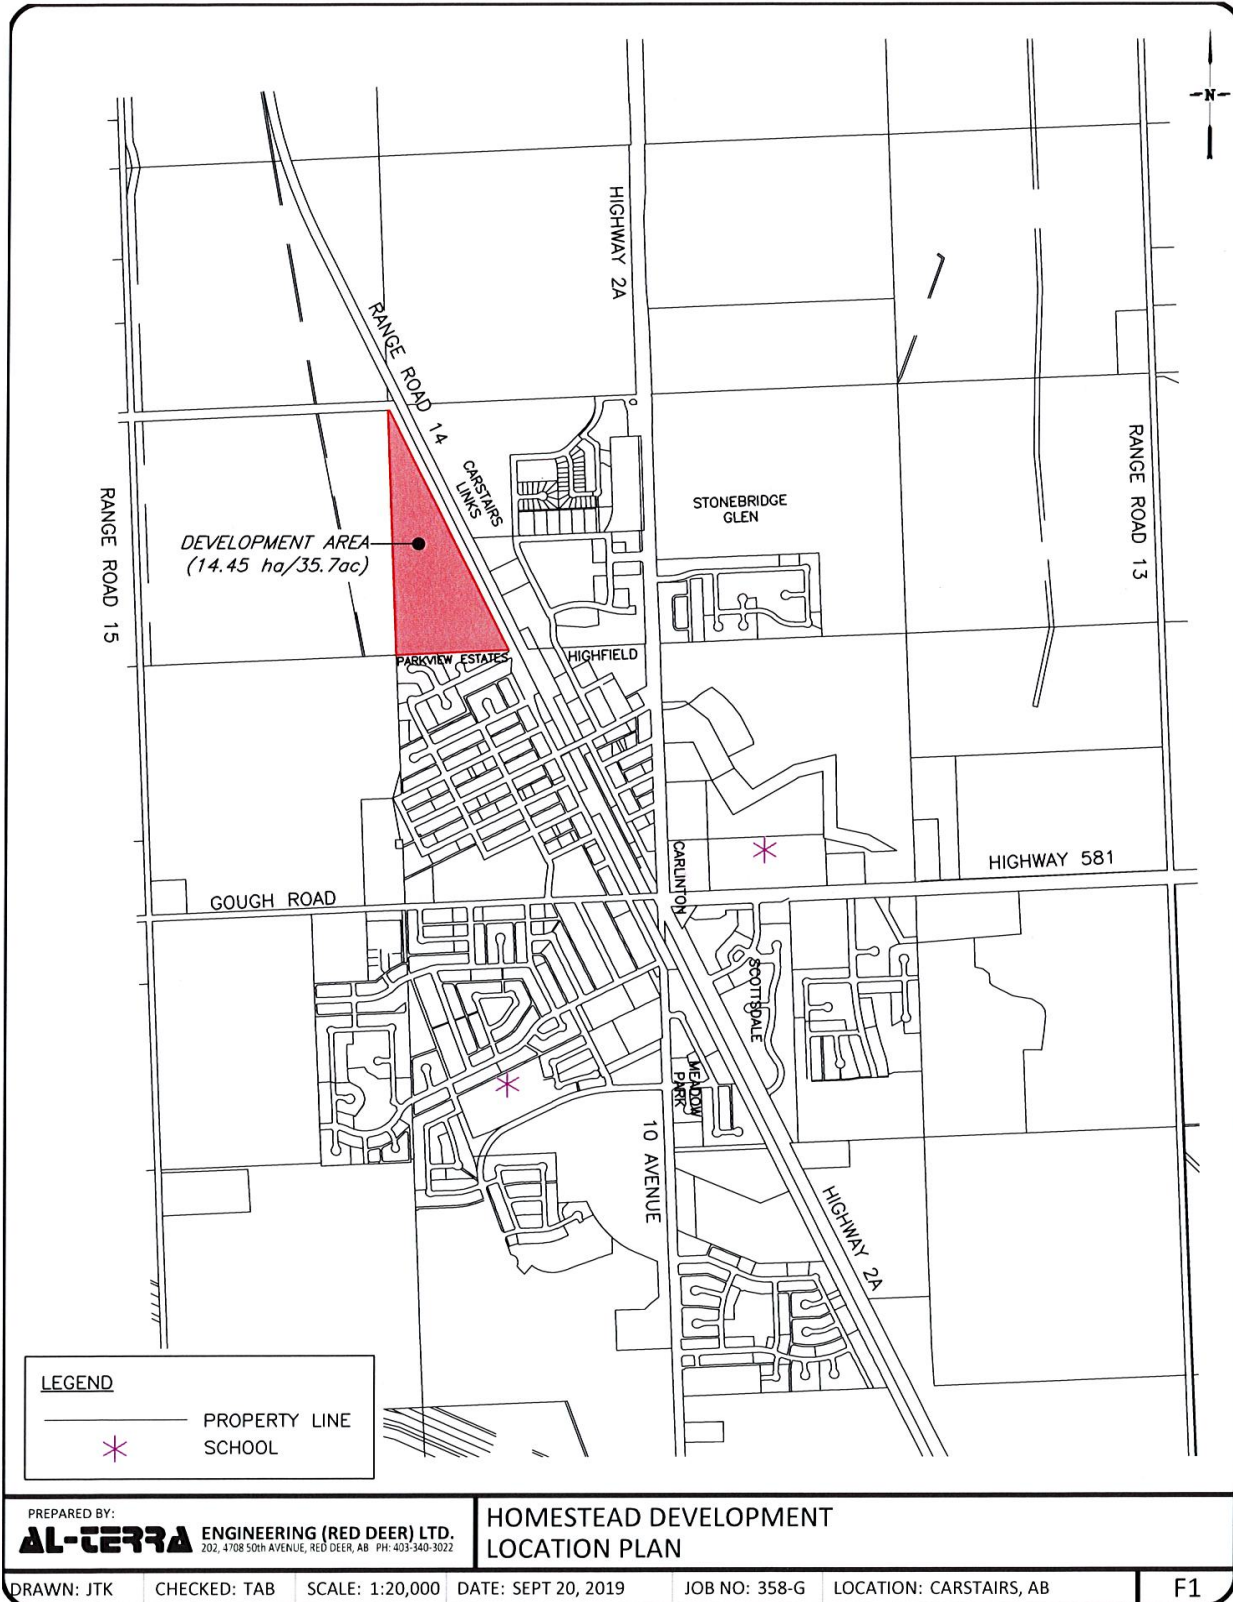 N
HIGHWAY 2A
RANGE ROAD 14
CARSTAIRS
LINKS
RANGE ROAD 13
STONEBRIDGE
GLEN
RANGE ROAD 15
DEVELOPMENT AREA
(14.45 ha/35.7ac)
PARKVIEW ESTATES
HIGHFIELD
CARLINTON
HIGHWAY 581
GOUGH ROAD
SCOTTSDALE
MEADOW
PARK
10 AVENUE
HIGHWAY 2A
LEGEND
PROPERTY LINE
SCHOOL
PREPARED BY:
AL-TERRA ENGINEERING (RED DEER) LTD.
202, 4708 50th AVENUE, RED DEER, AB PH: 403-340-3022
HOMESTEAD DEVELOPMENT
LOCATION PLAN
DRAWN: JTK CHECKED: TAB SCALE: 1:20,000 DATE: SEPT 20, 2019 JOB NO: 358-G LOCATION: CARSTAIRS, AB F1